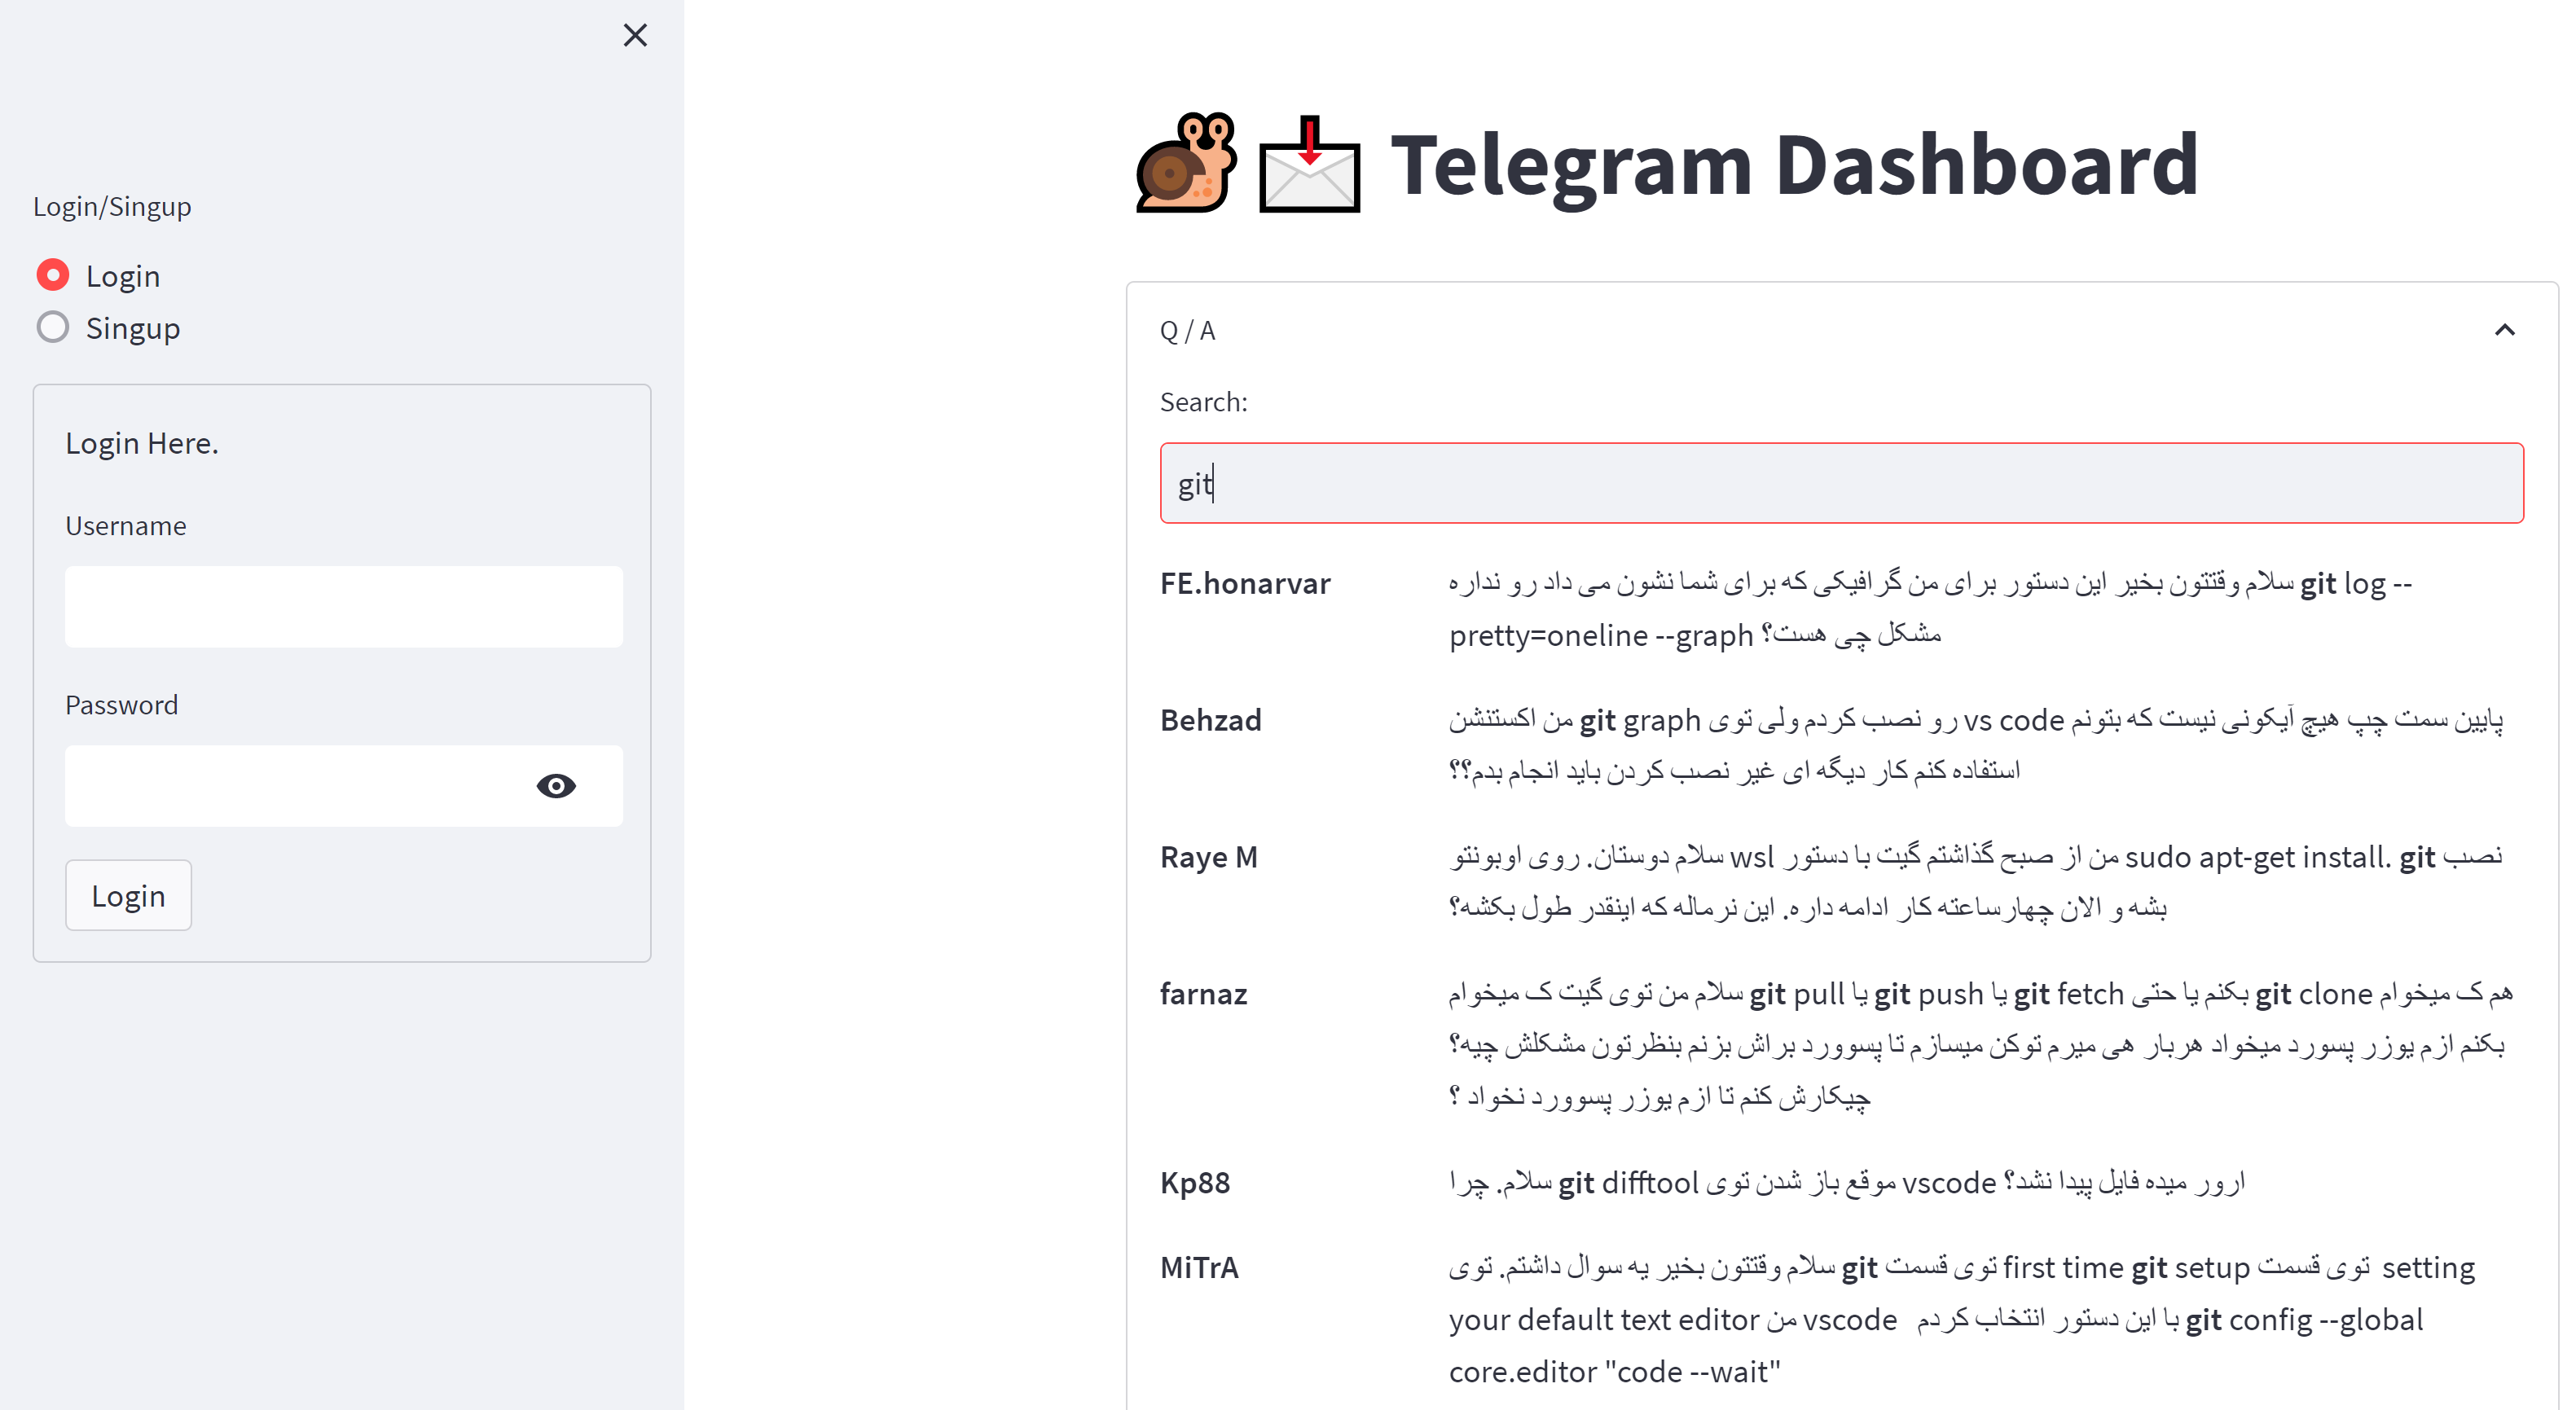 Login/Singup
Login
Singup
Login Here.
Username
Password
Login
Telegram Dashboard
Q / A
Search:
git
FE.honarvar
سلام وقتتون بخیر این دستور برای من گرافیکی که برای شما نشون می داد رو نداره git log --
pretty=oneline --graph مشکل چی هست؟
Behzad
من اکستنشن git graph رو نصب کردم ولی توی vs code پایین سمت چپ هیچ آیکونی نیست که بتونم
استفاده کنم کار دیگه ای غیر نصب کردن باید انجام بدم؟؟
Raye M
سلام دوستان. روی اوبونتو wsl من از صبح گذاشتم گیت با دستور sudo apt-get install. git نصب
بشه و الان چهارساعته کار ادامه داره. این نرماله که اینقدر طول بکشه؟
farnaz
سلام من توی گیت ک میخوام git pull یا git push یا git fetch بکنم یا حتی git clone هم ک میخوام
بکنم ازم یوزر پسورد میخواد هربار هی میرم توکن میسازم تا پسوورد براش بزنم بنظرتون مشکلش چیه؟
چیکارش کنم تا ازم یوزر پسوورد نخواد ؟
Kp88
سلام. چرا git difftool موقع باز شدن توی vscode ارور میده فایل پیدا نشد؟
MiTrA
سلام وقتتون بخیر یه سوال داشتم. توی git توی قسمت first time git setup توی قسمت setting
your default text editor من vscode با این دستور انتخاب کردم git config --global
core.editor "code --wait"